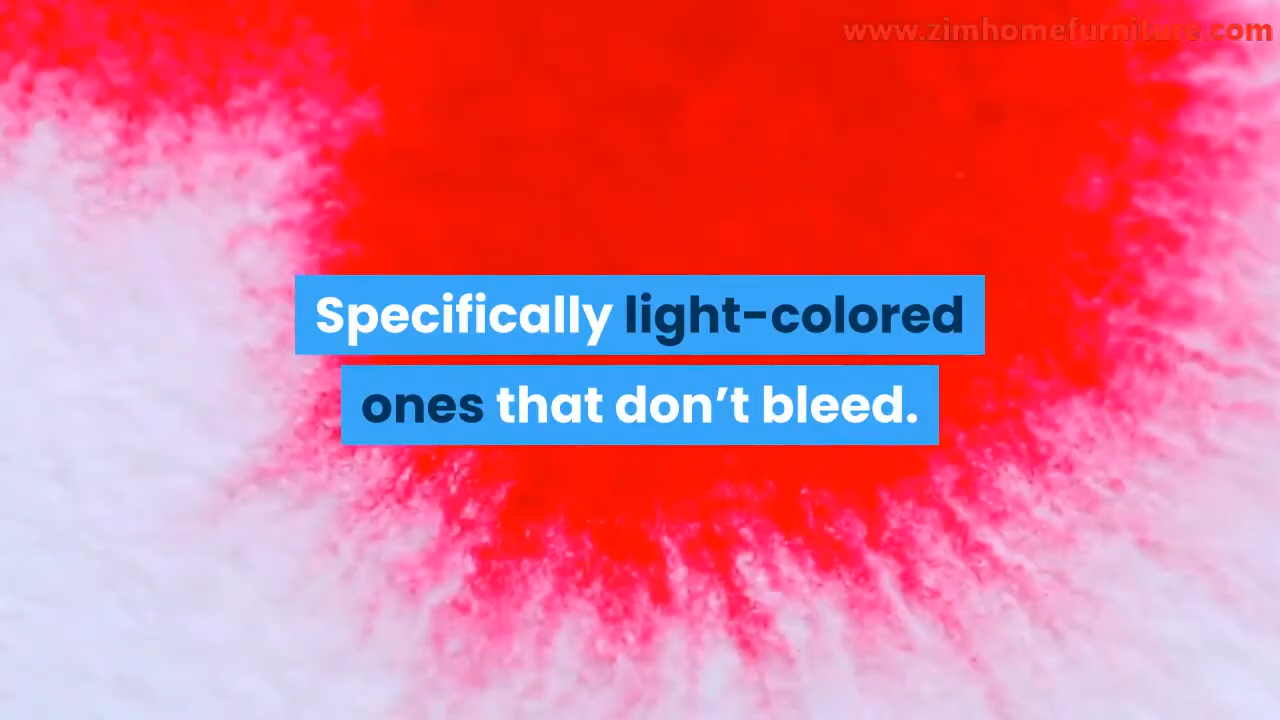 www.zimhomefurniture.com
Specifically light-colored
ones that don’t bleed.